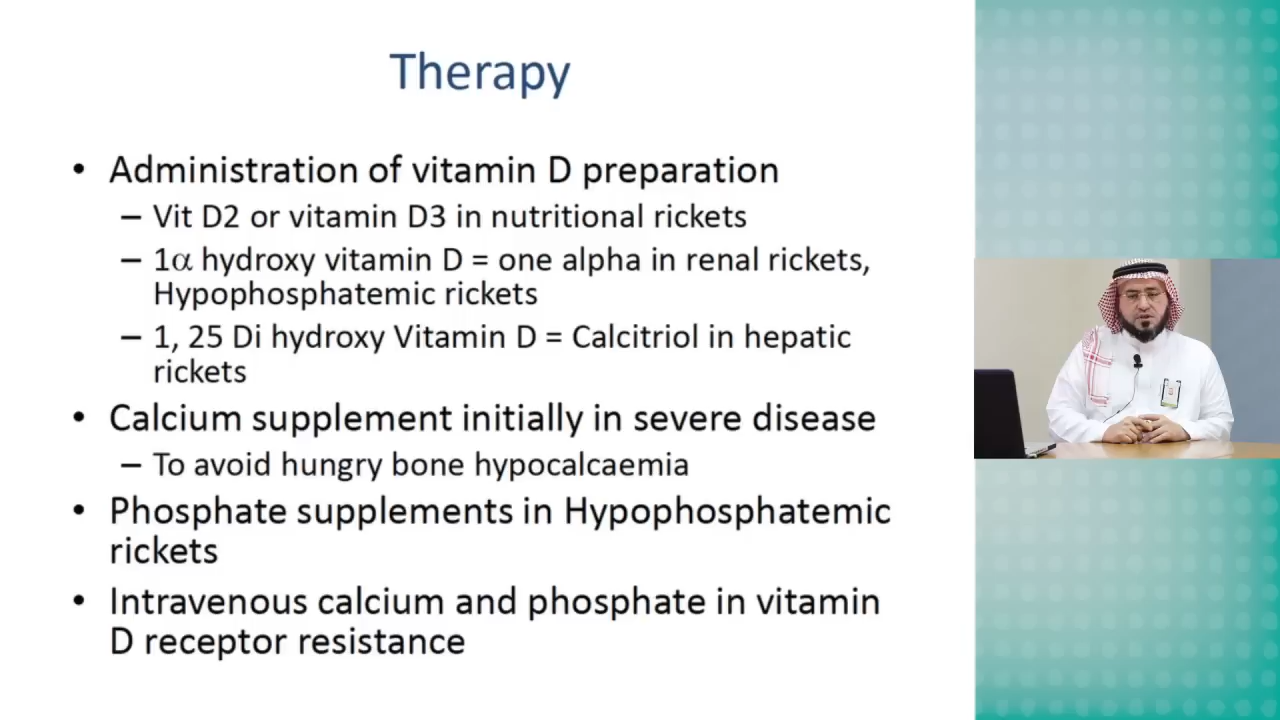 Therapy
• Administration of vitamin D preparation
– Vit D2 or vitamin D3 in nutritional rickets
– 1α hydroxy vitamin D = one alpha in renal rickets,
Hypophosphatemic rickets
– 1, 25 Di hydroxy Vitamin D = Calcitriol in hepatic
rickets
• Calcium supplement initially in severe disease
– To avoid hungry bone hypocalcaemia
• Phosphate supplements in Hypophosphatemic
rickets
• Intravenous calcium and phosphate in vitamin
D receptor resistance